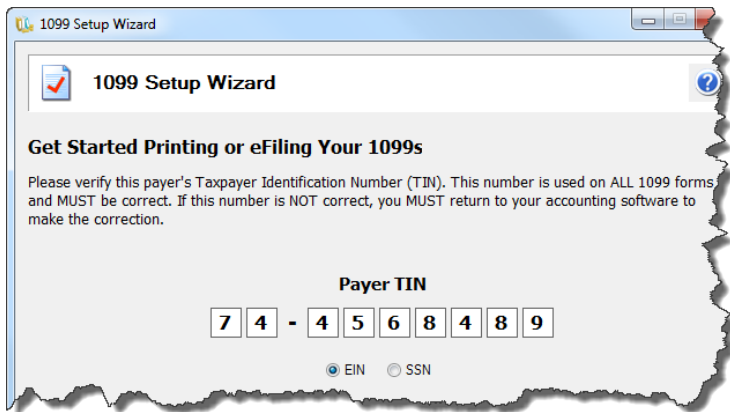 1099 Setup Wizard
1099 Setup Wizard
?
Get Started Printing or eFiling Your 1099s
Please verify this payer's Taxpayer Identification Number (TIN). This number is used on ALL 1099 forms
and MUST be correct. If this number is NOT correct, you MUST return to your accounting software to
make the correction.
Payer TIN
74-4568489
EIN SSN